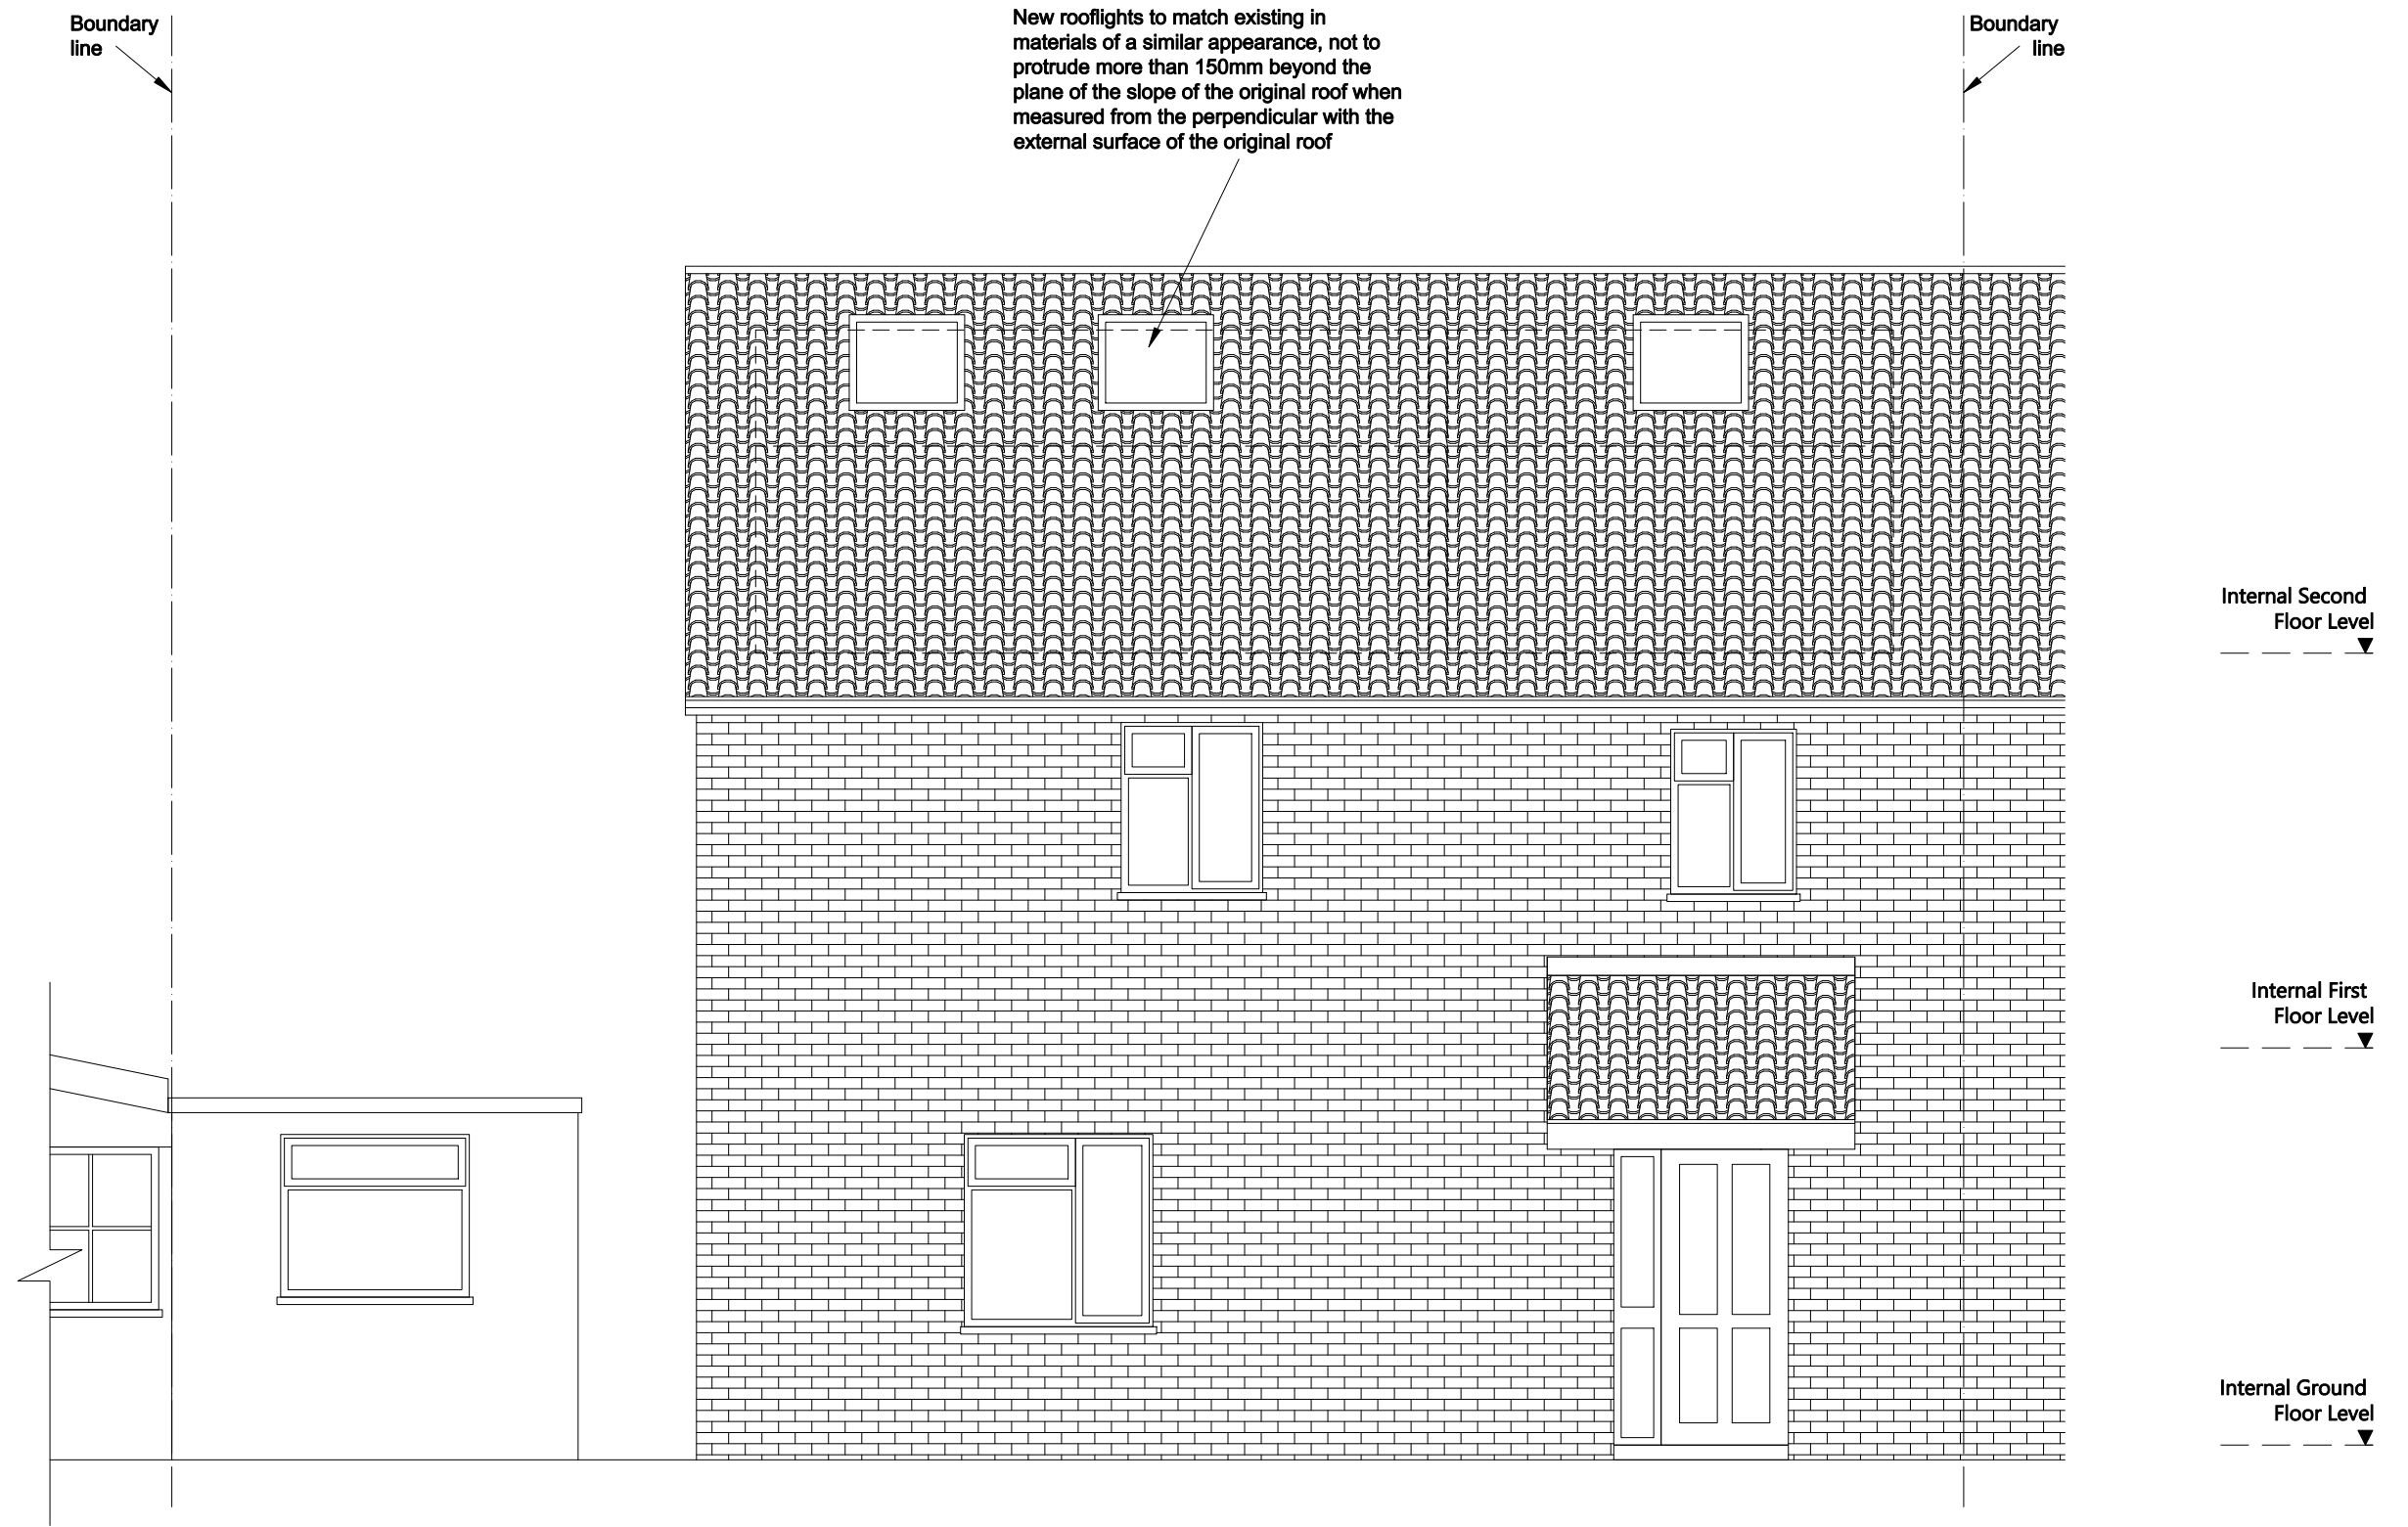 Boundary
line
New rooflights to match existing in
materials of a similar appearance, not to
protrude more than 150mm beyond the
plane of the slope of the original roof when
measured from the perpendicular with the
external surface of the original roof
Boundary
line
Internal Second
Floor Level
Internal First
Floor Level
Internal Ground
Floor Level